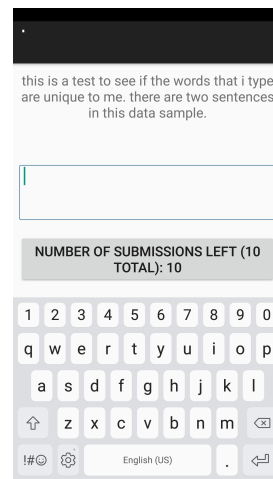 this is a test to see if the words that i type
are unique to me. there are two sentences
in this data sample.
NUMBER OF SUBMISSIONS LEFT (10
TOTAL): 10
1 2 3 4 5 6 7 8 9 0
q w e r t y u i o p
a s d f g h j k l
z x c v b n m
!#☺ English (US) .